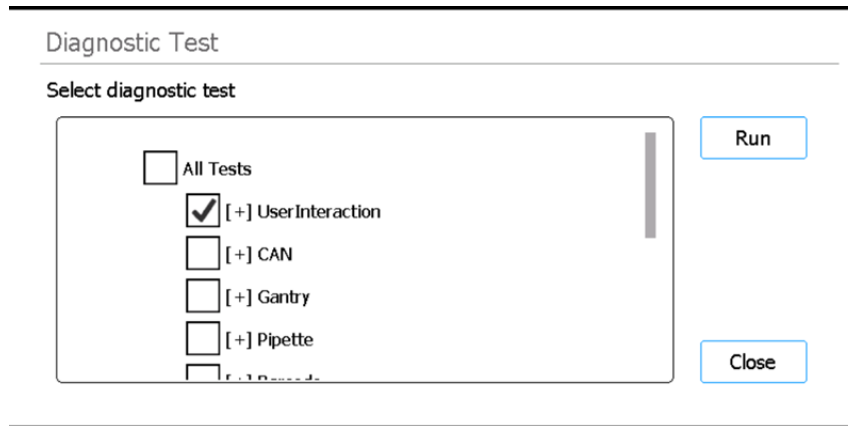 Diagnostic Test
Select diagnostic test
Run
All Tests
[+] UserInteraction
[+] CAN
[+] Gantry
[+] Pipette
Close